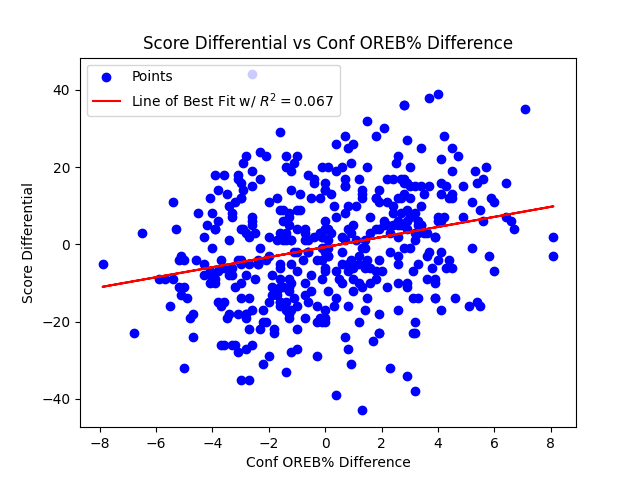 Score Differential vs Conf OREB% Difference
Points
Line of Best Fit w/ R² = 0.067
40
20
0
−20
−40
Score Differential
−8
−6
−4
−2
0
2
4
6
8
Conf OREB% Difference